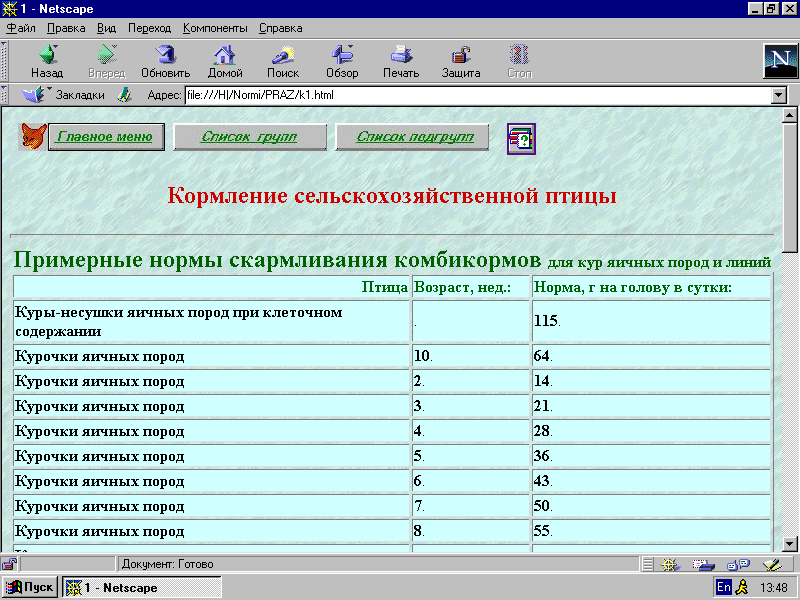 1 - Netscape
Файл Правка Вид Переход Компоненты Справка
Назад Вперед Обновить Домой Поиск Обзор Печать Защита Стоп
Закладки Адрес: file:///H|/Normi/PRAZ/k1.html
N
Главное меню Список групп Список подгрупп
Кормление сельскохозяйственной птицы
Примерные нормы скармливания комбикормов для кур яичных пород и линий
Птица Возраст, нед.: Норма, г на голову в сутки:
Куры-несушки яичных пород при клеточном
содержании . 115.
Курочки яичных пород 10. 64.
Курочки яичных пород 2. 14.
Курочки яичных пород 3. 21.
Курочки яичных пород 4. 28.
Курочки яичных пород 5. 36.
Курочки яичных пород 6. 43.
Курочки яичных пород 7. 50.
Курочки яичных пород 8. 55.
Документ: Готово
Пуск 1 - Netscape En 13:48